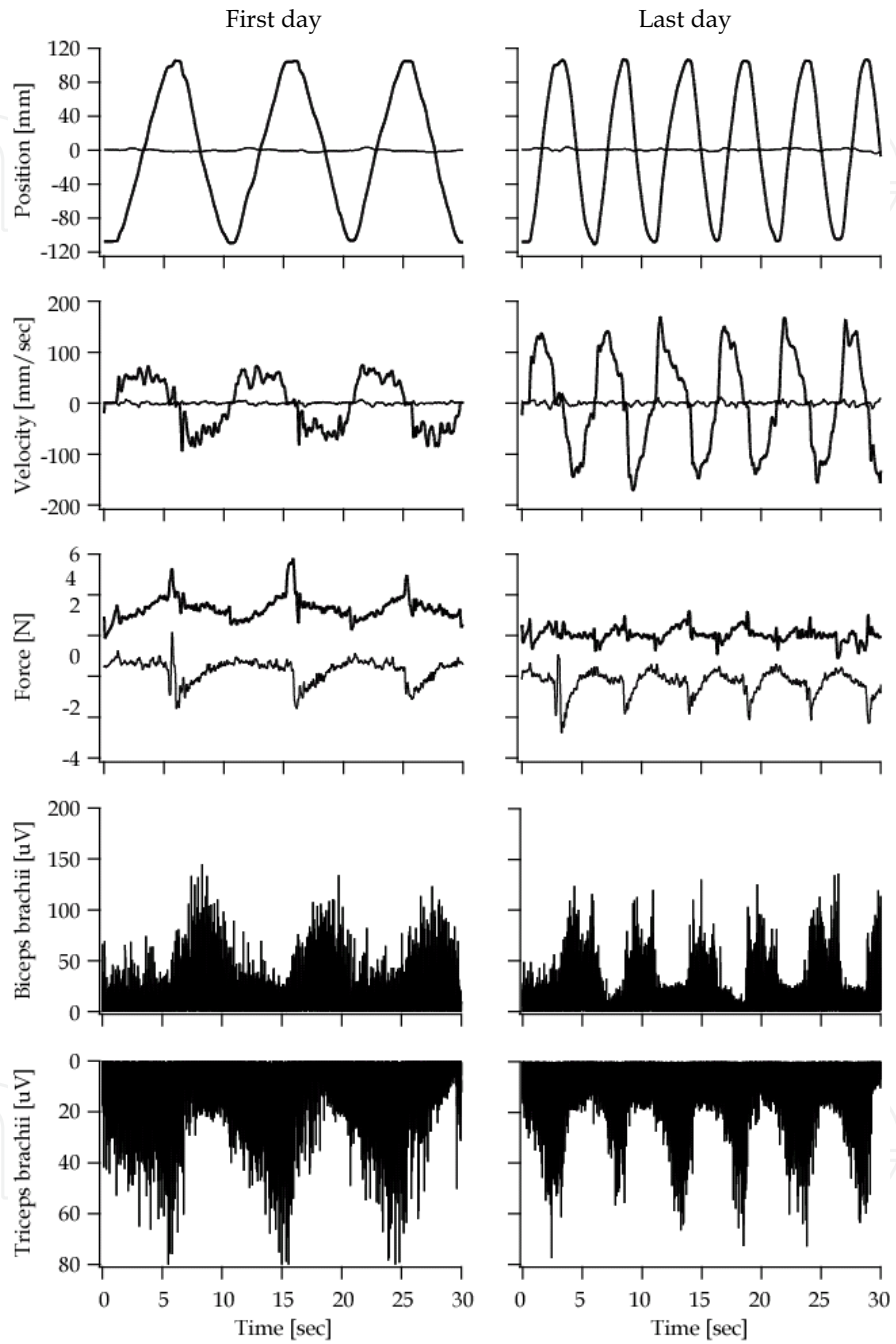 First day
Last day
Position [mm]
120
80
40
0
-40
-80
-120
Velocity [mm/sec]
200
100
0
-100
-200
Force [N]
6
4
2
0
-2
-4
Biceps brachii [uV]
200
150
100
50
0
Triceps brachii [uV]
0
20
40
60
80
0 5 10 15 20 25 30
0 5 10 15 20 25 30
Time [sec]
Time [sec]